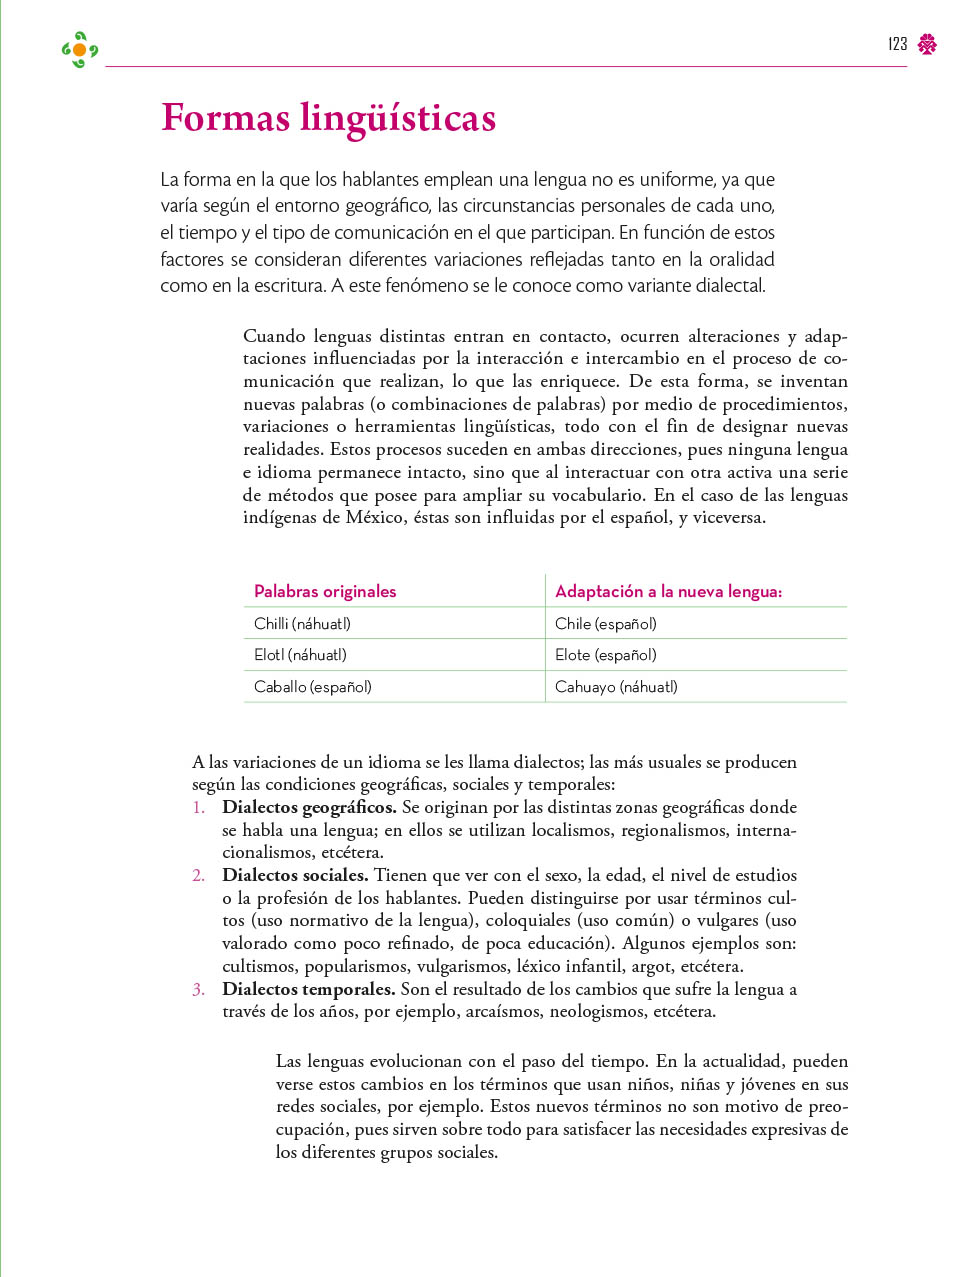 123
Formas lingüísticas
La forma en la que los hablantes emplean una lengua no es uniforme, ya que
varía según el entorno geográfico, las circunstancias personales de cada uno,
el tiempo y el tipo de comunicación en el que participan. En función de estos
factores se consideran diferentes variaciones reflejadas tanto en la oralidad
como en la escritura. A este fenómeno se le conoce como variante dialectal.
Cuando lenguas distintas entran en contacto, ocurren alteraciones y adap-
taciones influenciadas por la interacción e intercambio en el proceso de co-
municación que realizan, lo que las enriquece. De esta forma, se inventan
nuevas palabras (o combinaciones de palabras) por medio de procedimientos,
variaciones o herramientas lingüísticas, todo con el fin de designar nuevas
realidades. Estos procesos suceden en ambas direcciones, pues ninguna lengua
e idioma permanece intacto, sino que al interactuar con otra activa una serie
de métodos que posee para ampliar su vocabulario. En el caso de las lenguas
indígenas de México, éstas son influidas por el español, y viceversa.
Palabras originales Adaptación a la nueva lengua:
Chilli (náhuatl) Chile (español)
Elotl (náhuatl) Elote (español)
Caballo (español) Cahuayo (náhuatl)
A las variaciones de un idioma se les llama dialectos; las más usuales se producen
según las condiciones geográficas, sociales y temporales:
1. Dialectos geográficos. Se originan por las distintas zonas geográficas donde
se habla una lengua; en ellos se utilizan localismos, regionalismos, interna-
cionalismos, etcétera.
2. Dialectos sociales. Tienen que ver con el sexo, la edad, el nivel de estudios
o la profesión de los hablantes. Pueden distinguirse por usar términos cul-
tos (uso normativo de la lengua), coloquiales (uso común) o vulgares (uso
valorado como poco refinado, de poca educación). Algunos ejemplos son:
cultismos, popularismos, vulgarismos, léxico infantil, argot, etcétera.
3. Dialectos temporales. Son el resultado de los cambios que sufre la lengua a
través de los años, por ejemplo, arcaísmos, neologismos, etcétera.
Las lenguas evolucionan con el paso del tiempo. En la actualidad, pueden
verse estos cambios en los términos que usan niños, niñas y jóvenes en sus
redes sociales, por ejemplo. Estos nuevos términos no son motivo de preo-
cupación, pues sirven sobre todo para satisfacer las necesidades expresivas de
los diferentes grupos sociales.